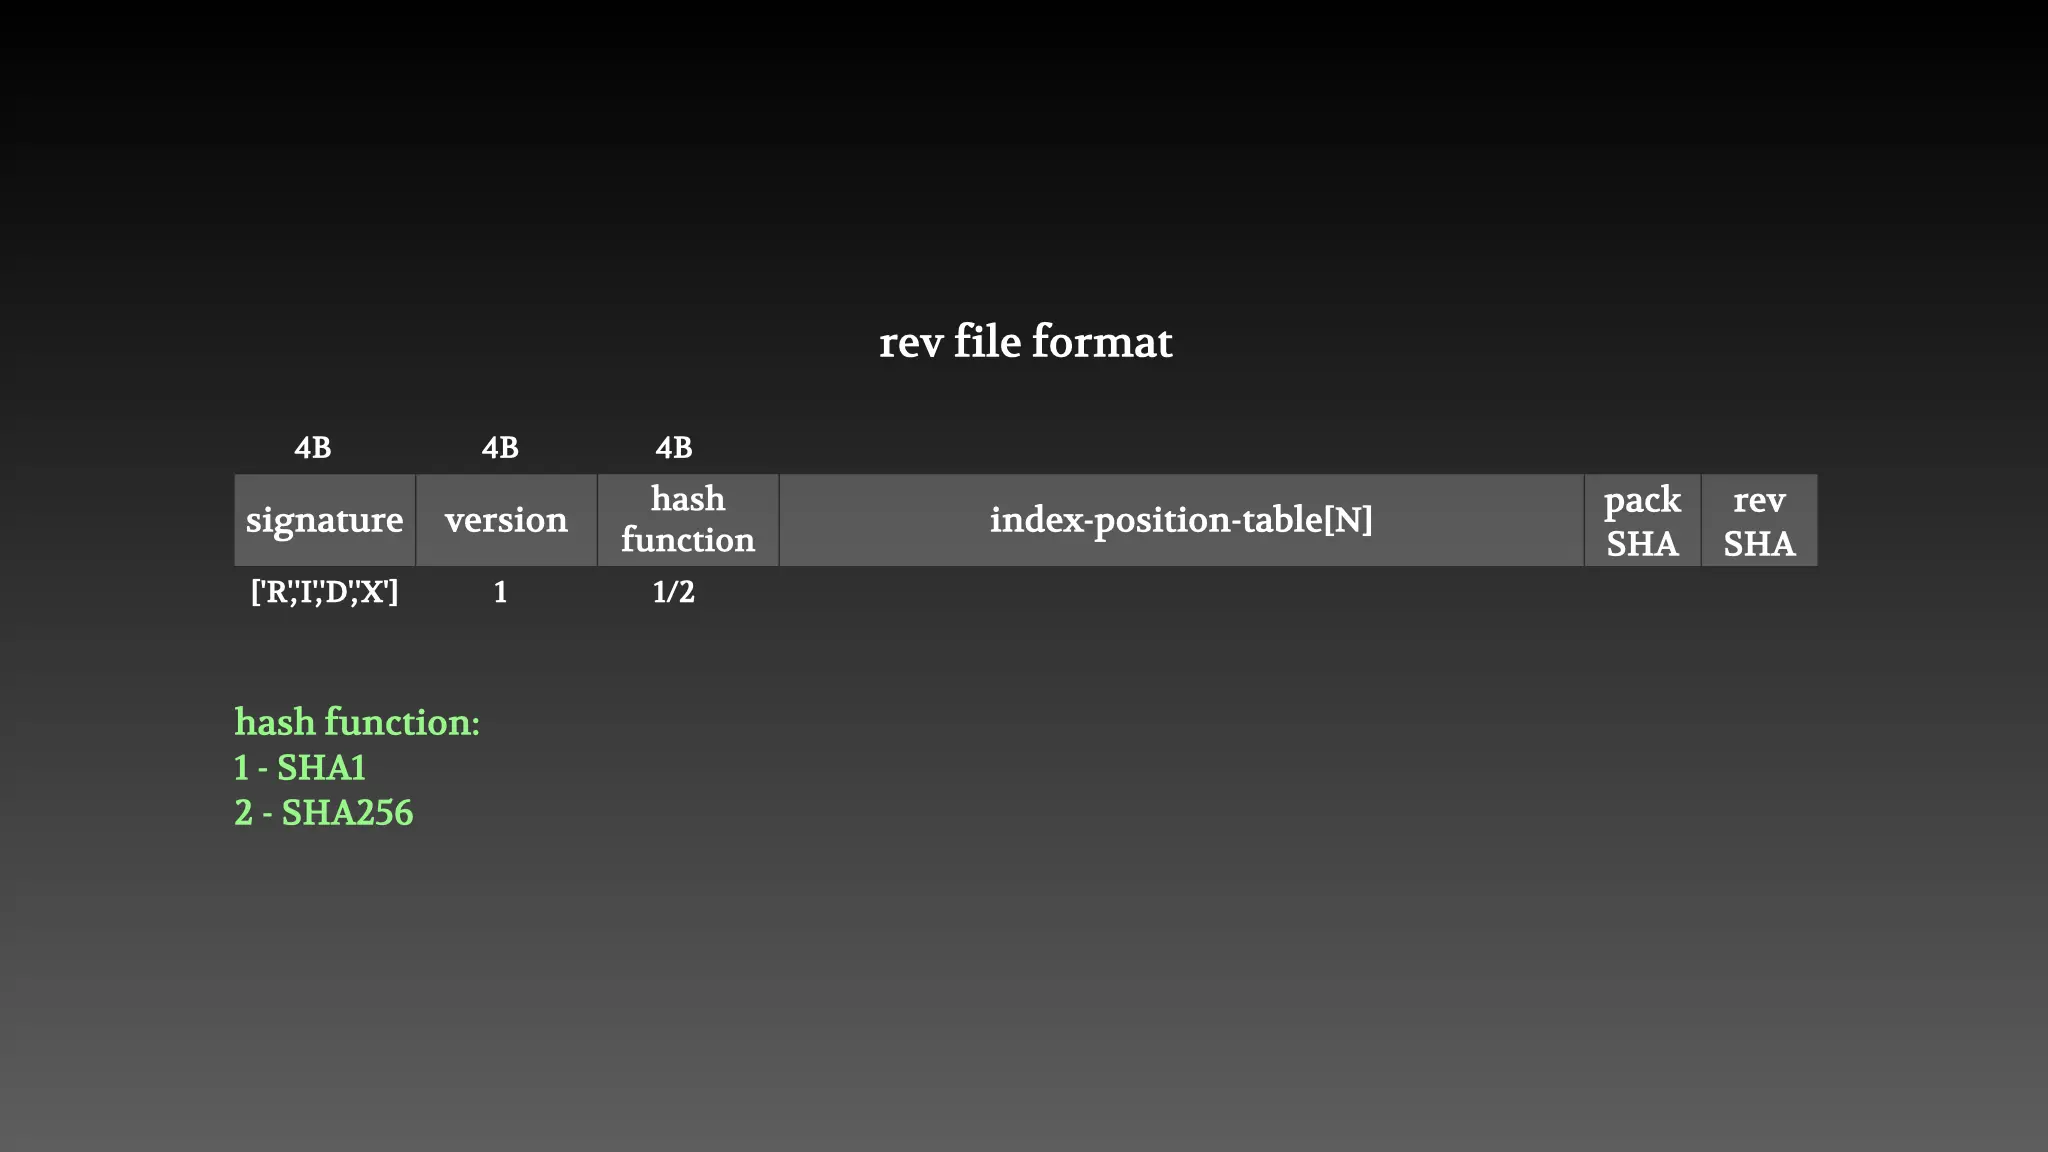 rev file format
4B 4B 4B
signature version hash function index-position-table[N] pack SHA rev SHA
['R','I','D','X'] 1 1/2
hash function:
1 - SHA1
2 - SHA256